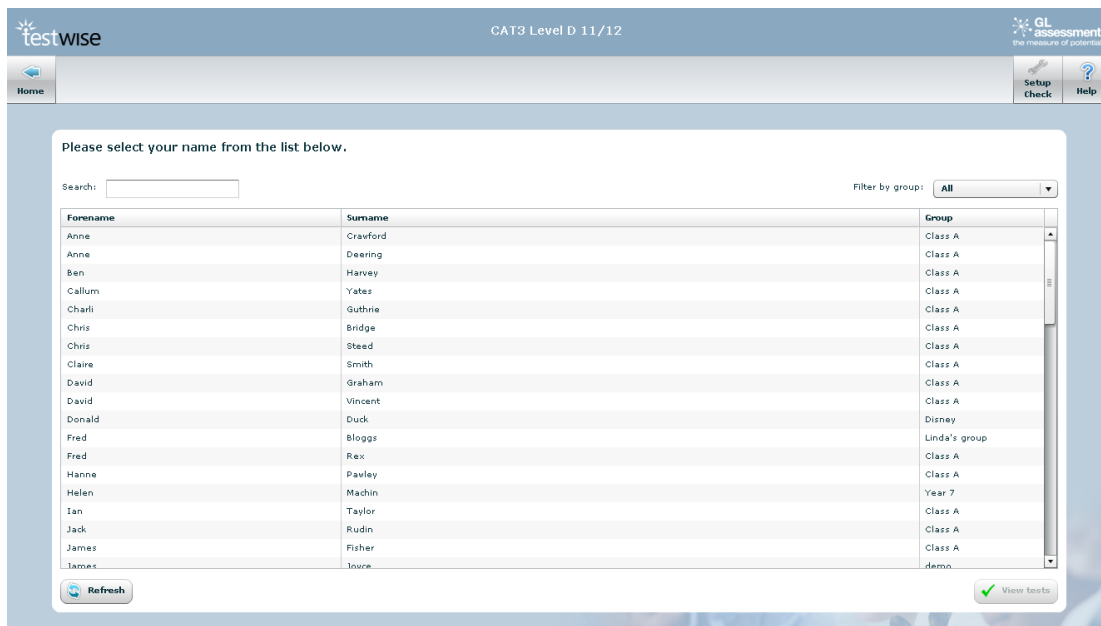 testwise
CAT3 Level D 11/12
GL assessment
the measure of potential
Home
Setup Check
Help
Please select your name from the list below.
Search:
Filter by group: All
Forename Surname Group
Anne Crawford Class A
Anne Deering Class A
Ben Harvey Class A
Callum Yates Class A
Charli Guthrie Class A
Chris Bridge Class A
Chris Steed Class A
Claire Smith Class A
David Graham Class A
David Vincent Class A
Donald Duck Disney
Fred Bloggs Linda's group
Fred Rex Class A
Hanne Pawley Class A
Helen Machin Year 7
Ian Taylor Class A
Jack Rudin Class A
James Fisher Class A
James Joyce demo
Refresh
View tests